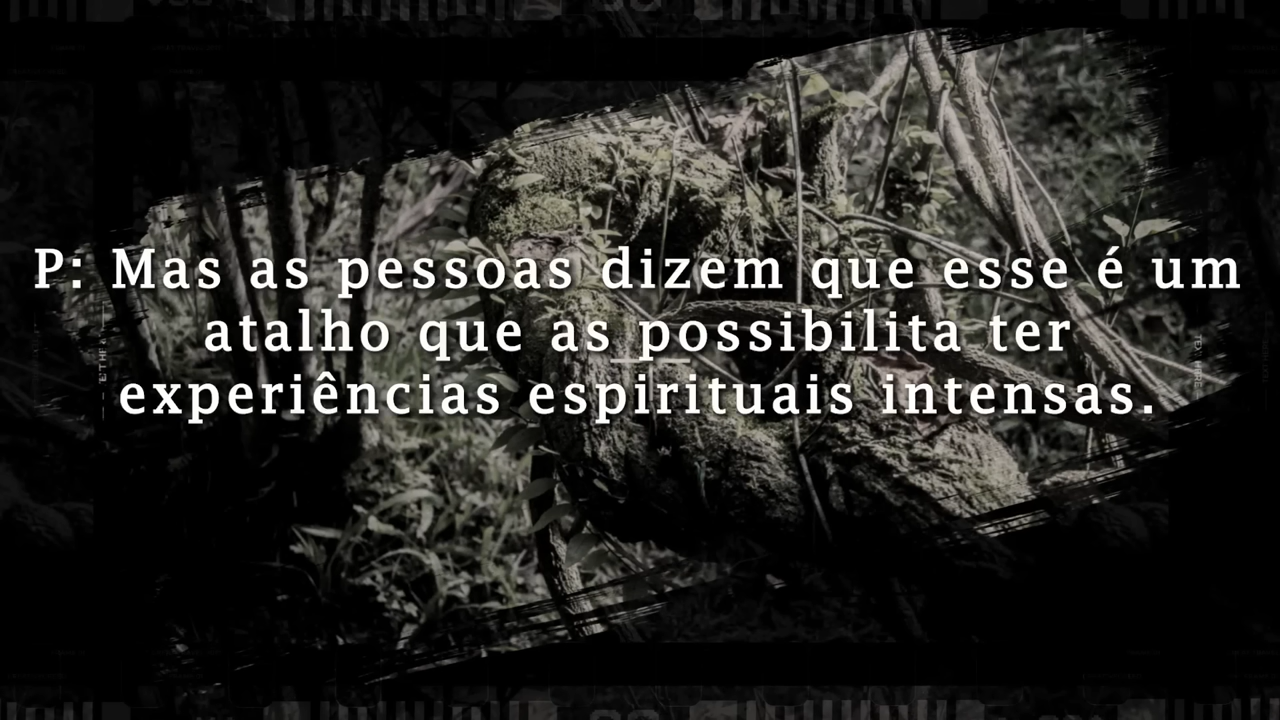 P: Mas as pessoas dizem que esse é um
atalho que as possibilita ter
experiências espirituais intensas.